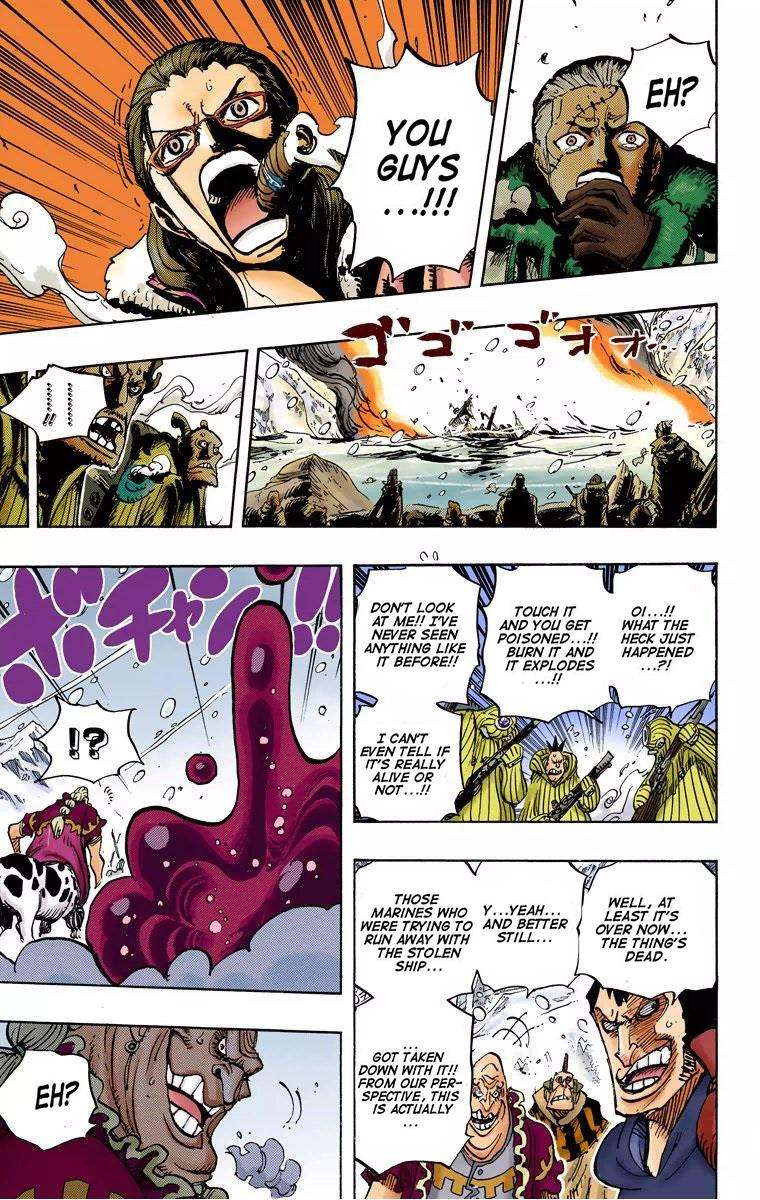 EH?
YOU
GUYS
...!!!
ゴゴゴオオ...
!!
OI...!!
WHAT THE
HECK JUST
HAPPENED
...?!
TOUCH IT
AND YOU GET
POISONED...!!
BURN IT AND
IT EXPLODES
...!!
DON'T LOOK
AT ME!! I'VE
NEVER SEEN
ANYTHING LIKE
IT BEFORE!!
I CAN'T
EVEN TELL IF
IT'S REALLY
ALIVE OR
NOT...!!
ボチャン!!
!?
WELL, AT
LEAST IT'S
OVER NOW...
THE THING'S
DEAD.
Y...YEAH...
AND BETTER
STILL...
THOSE
MARINES WHO
WERE TRYING TO
RUN AWAY WITH
THE STOLEN
SHIP...
...
GOT TAKEN
DOWN WITH IT!!
FROM OUR PER-
SPECTIVE, THIS
IS ACTUALLY
...
EH?